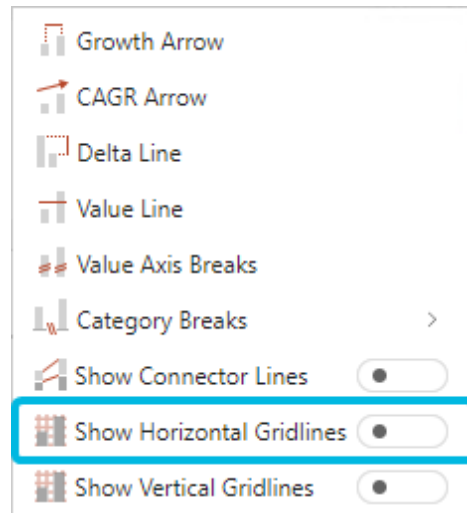 Growth Arrow
CAGR Arrow
Delta Line
Value Line
Value Axis Breaks
Category Breaks
Show Connector Lines
Show Horizontal Gridlines
Show Vertical Gridlines